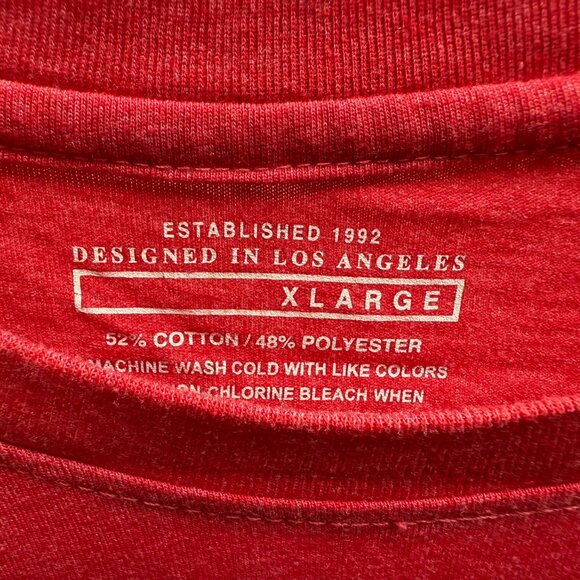 ESTABLISHED 1992
DESIGNED IN LOS ANGELES
XLARGE
52% COTTON / 48% POLYESTER
MACHINE WASH COLD WITH LIKE COLORS
CHLORINE BLEACH WHEN